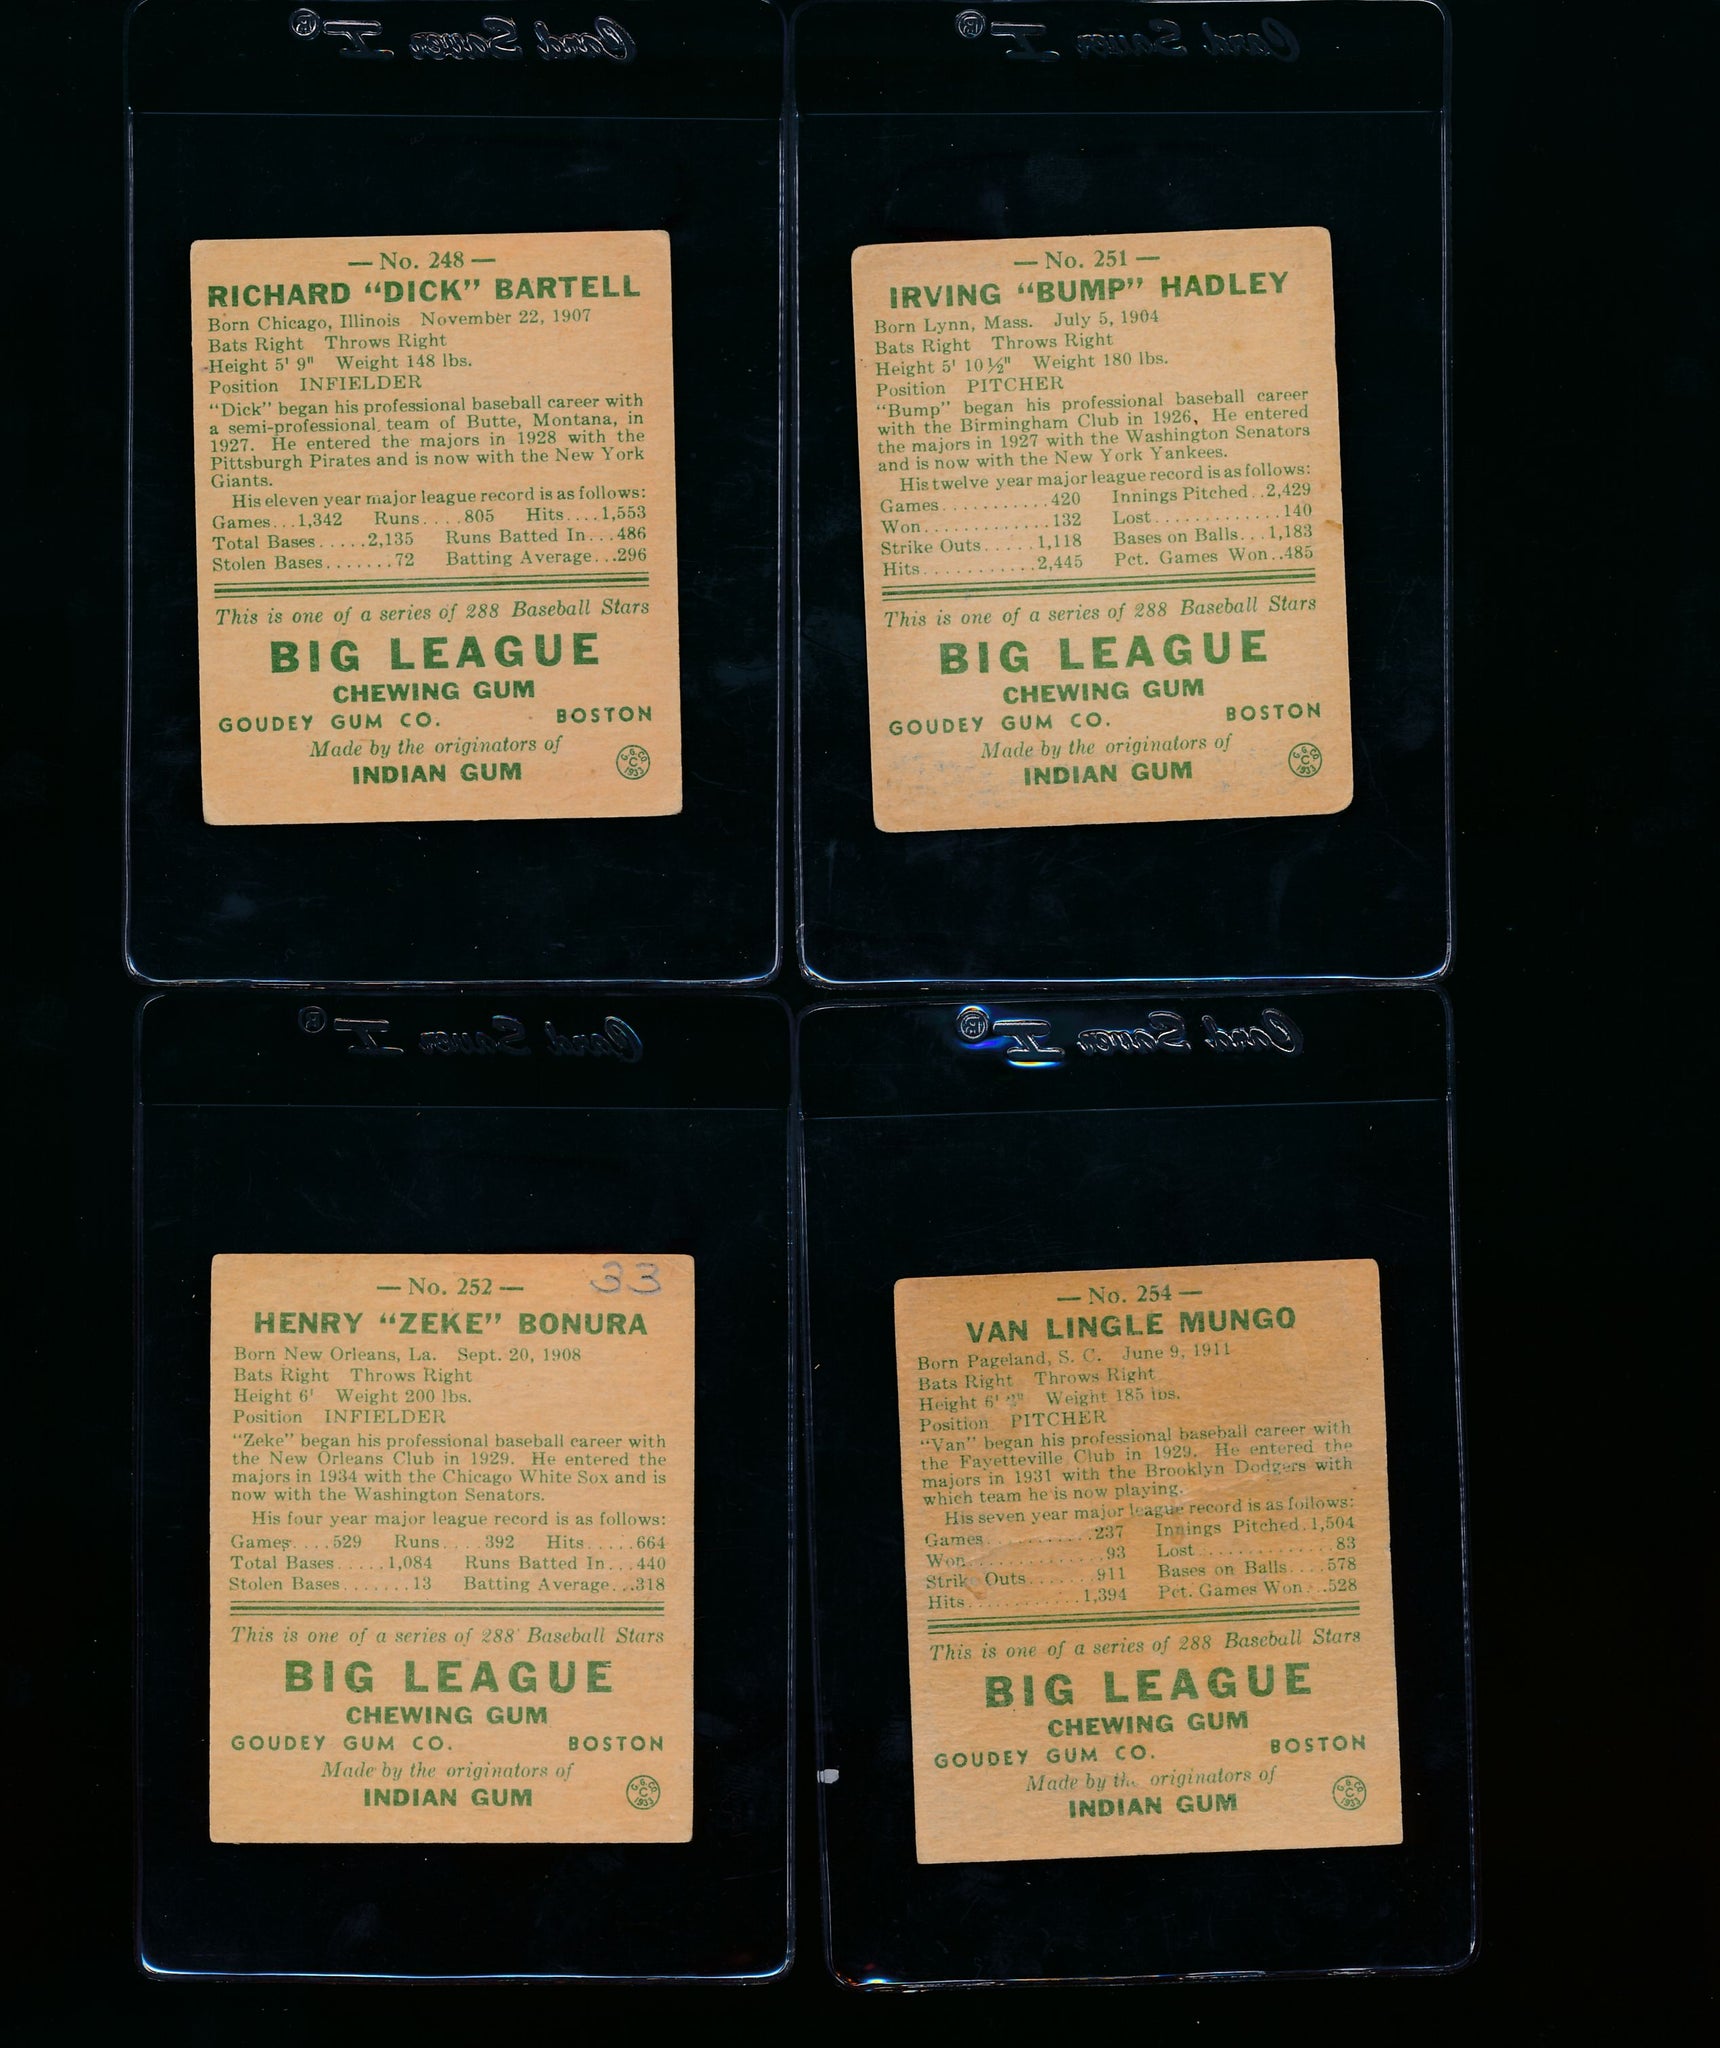 Card Saver II®
— No. 248 —
RICHARD "DICK" BARTELL
Born Chicago, Illinois November 22, 1907
Bats Right Throws Right
Height 5' 9" Weight 148 lbs.
Position INFIELDER
"Dick" began his professional baseball career with
a semi-professional team of Butte, Montana, in
1927. He entered the majors in 1928 with the
Pittsburgh Pirates and is now with the New York
Giants.
His eleven year major league record is as follows:
Games...1,342 Runs....805 Hits....1,553
Total Bases.....2,135 Runs Batted In...486
Stolen Bases.......72 Batting Average...296
This is one of a series of 288 Baseball Stars
BIG LEAGUE
CHEWING GUM
GOUDEY GUM CO. BOSTON
Made by the originators of
INDIAN GUM
G. G. CO.
C
1933
Card Saver II®
— No. 251 —
IRVING "BUMP" HADLEY
Born Lynn, Mass. July 5, 1904
Bats Right Throws Right
Height 5' 10½" Weight 180 lbs.
Position PITCHER
"Bump" began his professional baseball career
with the Birmingham Club in 1926. He entered
the majors in 1927 with the Washington Senators
and is now with the New York Yankees.
His twelve year major league record is as follows:
Games...........420 Innings Pitched..2,429
Won.............132 Lost.............140
Strike Outs.....1,118 Bases on Balls...1,183
Hits............2,445 Pct. Games Won..485
This is one of a series of 288 Baseball Stars
BIG LEAGUE
CHEWING GUM
GOUDEY GUM CO. BOSTON
Made by the originators of
INDIAN GUM
G. G. CO.
C
1933
Card Saver II®
33
— No. 252 —
HENRY "ZEKE" BONURA
Born New Orleans, La. Sept. 20, 1908
Bats Right Throws Right
Height 6' Weight 200 lbs.
Position INFIELDER
"Zeke" began his professional baseball career with
the New Orleans Club in 1929. He entered the
majors in 1934 with the Chicago White Sox and is
now with the Washington Senators.
His four year major league record is as follows:
Games....529 Runs....392 Hits.....664
Total Bases.....1,084 Runs Batted In...440
Stolen Bases.......13 Batting Average...318
This is one of a series of 288 Baseball Stars
BIG LEAGUE
CHEWING GUM
GOUDEY GUM CO. BOSTON
Made by the originators of
INDIAN GUM
G. G. CO.
C
1933
Card Saver II®
— No. 254 —
VAN LINGLE MUNGO
Born Pageland, S. C. June 9, 1911
Bats Right Throws Right
Height 6' 2" Weight 185 lbs.
Position PITCHER
"Van" began his professional baseball career with
the Fayetteville Club in 1929. He entered the
majors in 1931 with the Brooklyn Dodgers with
which team he is now playing.
His seven year major league record is as follows:
Games...........237 Innings Pitched.1,504
Won..............93 Lost..............83
Strike Outs.......911 Bases on Balls....578
Hits............1,394 Pct. Games Won...528
This is one of a series of 288 Baseball Stars
BIG LEAGUE
CHEWING GUM
GOUDEY GUM CO. BOSTON
Made by the originators of
INDIAN GUM
G. G. CO.
C
1933